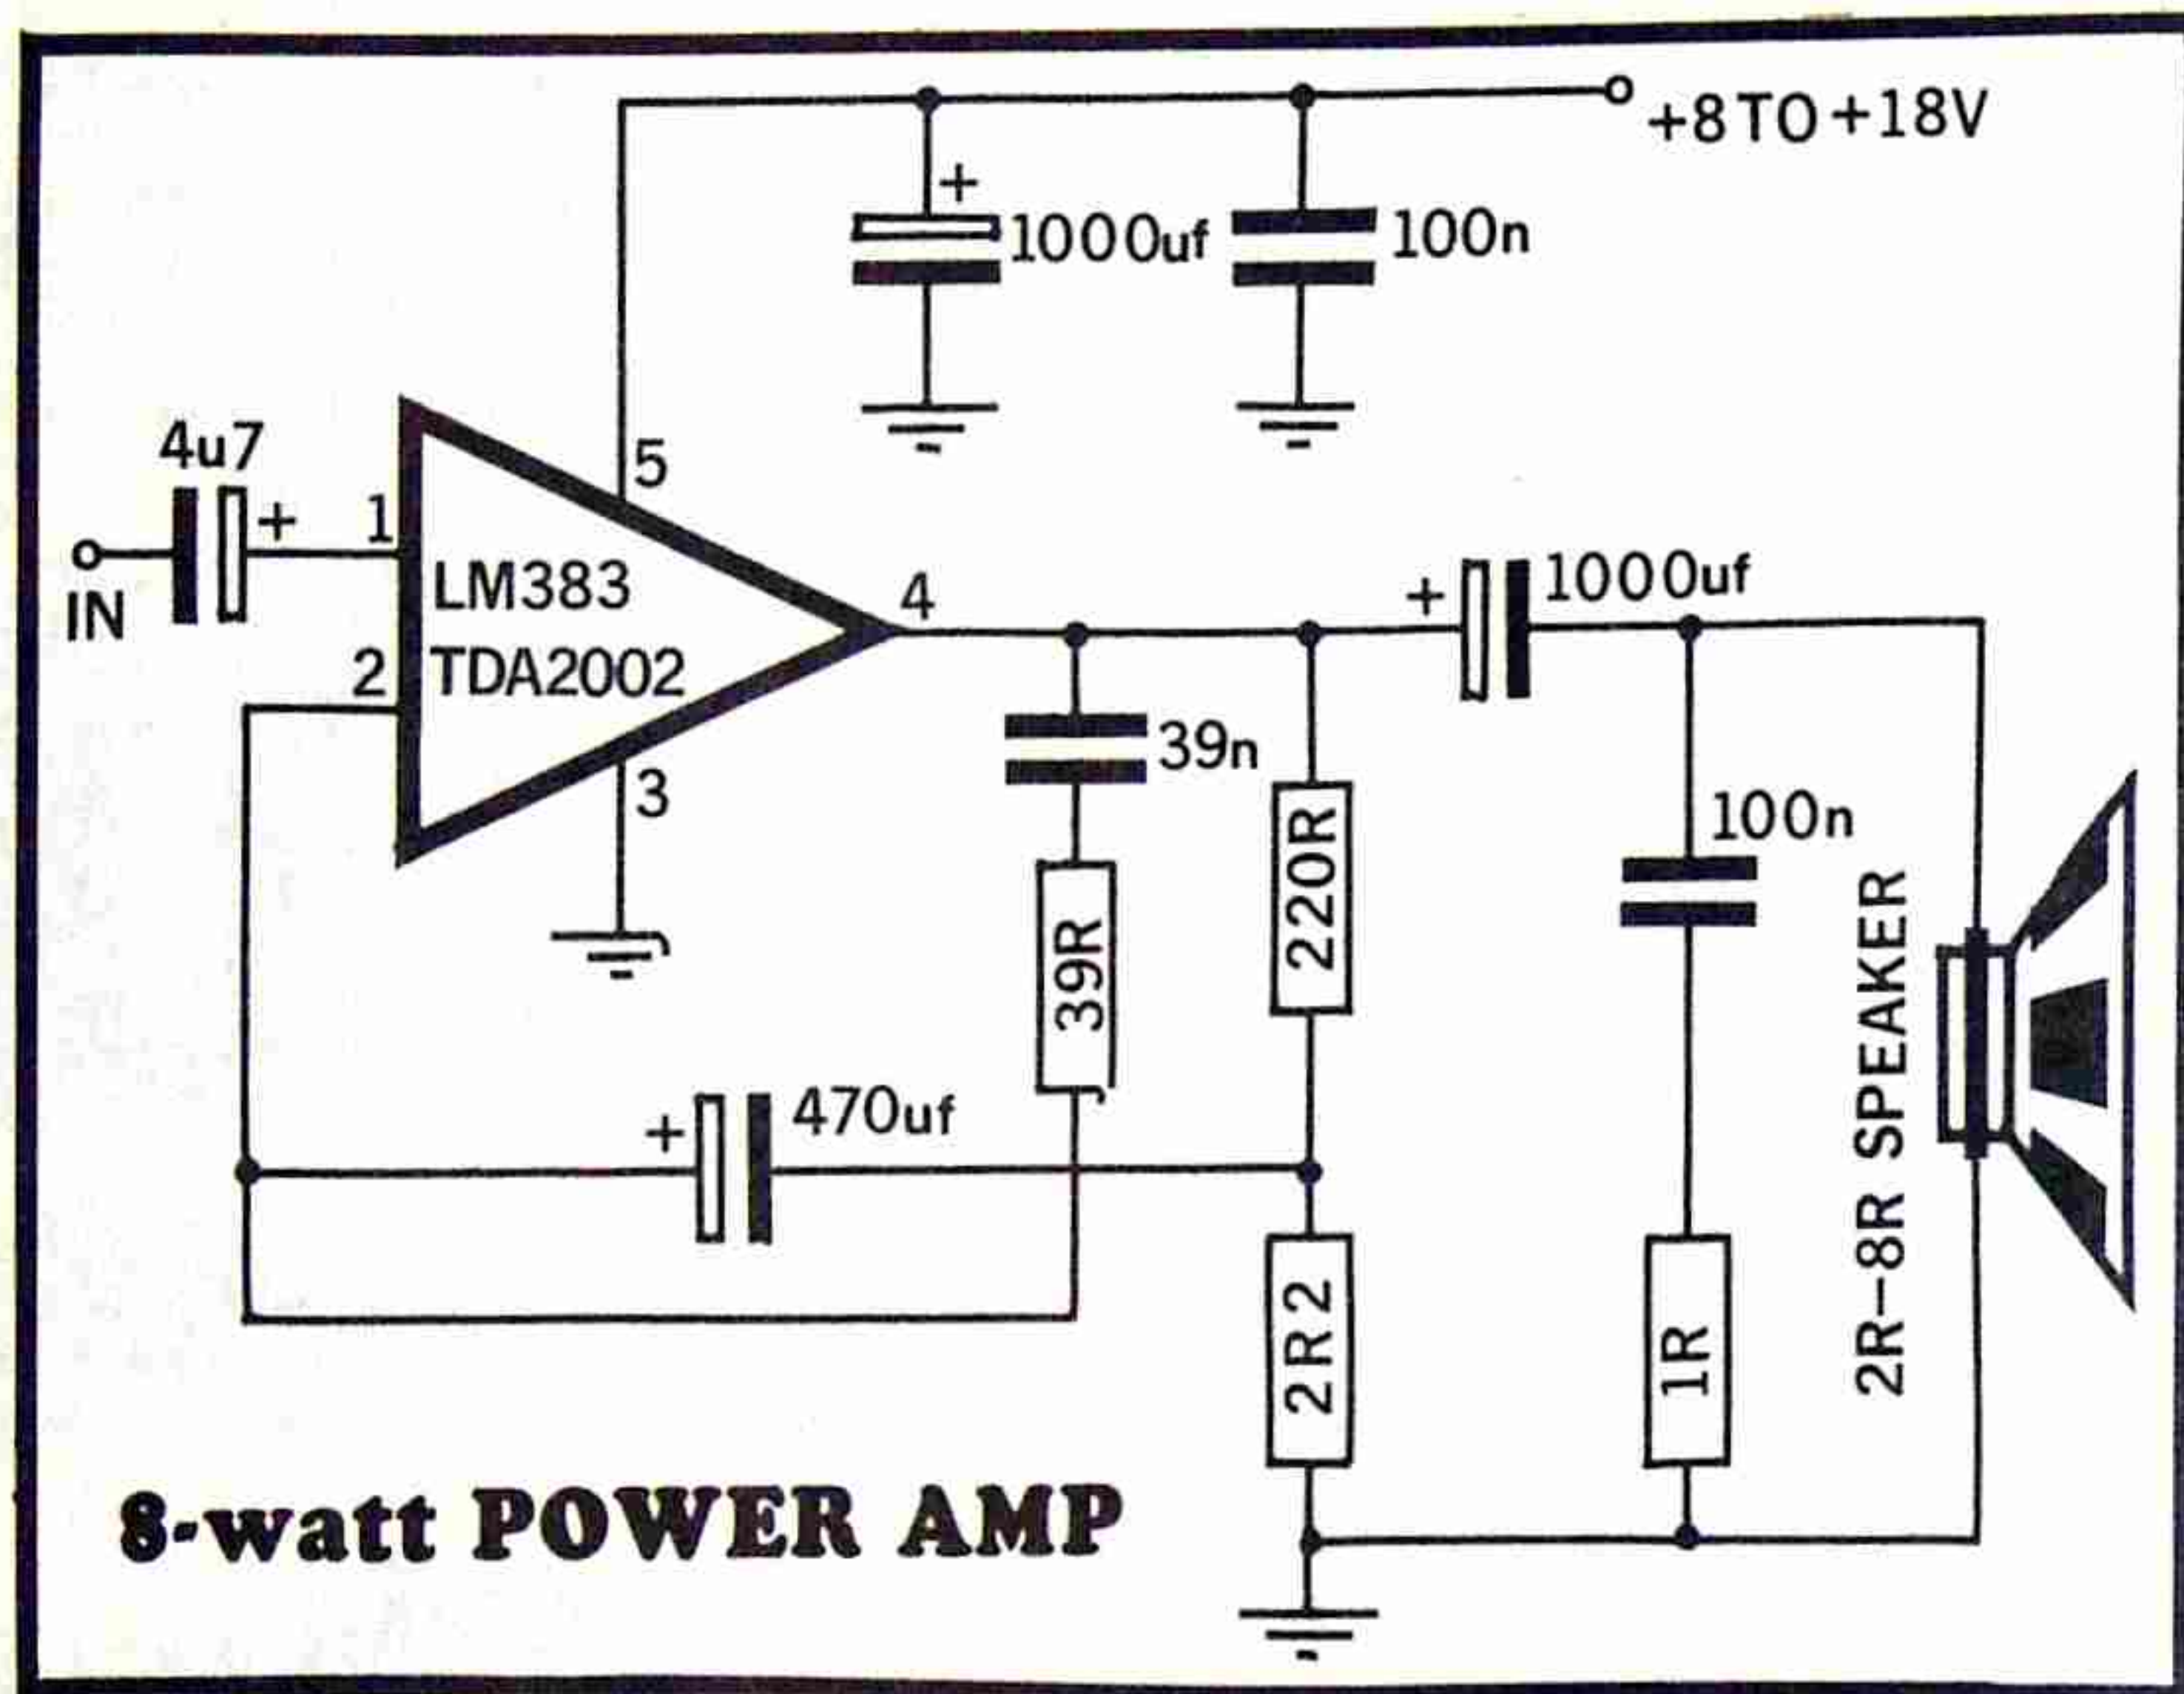 +8 TO +18V
+
1000uf
100n
4u7
+
IN
1
5
LM383
TDA2002
2
3
4
+
1000uf
39n
39R
220R
100n
+
470uf
2R2
1R
2R–8R SPEAKER
8-watt POWER AMP